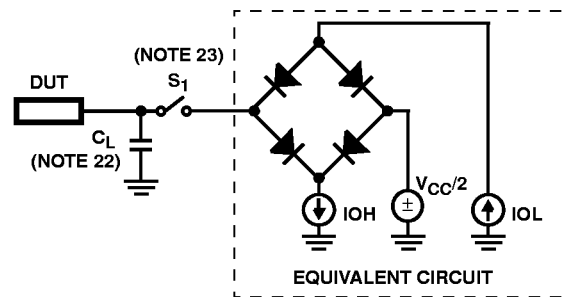 (NOTE 23)
DUT
S1
CL
(NOTE 22)
VCC/2
±
IOH
IOL
EQUIVALENT CIRCUIT